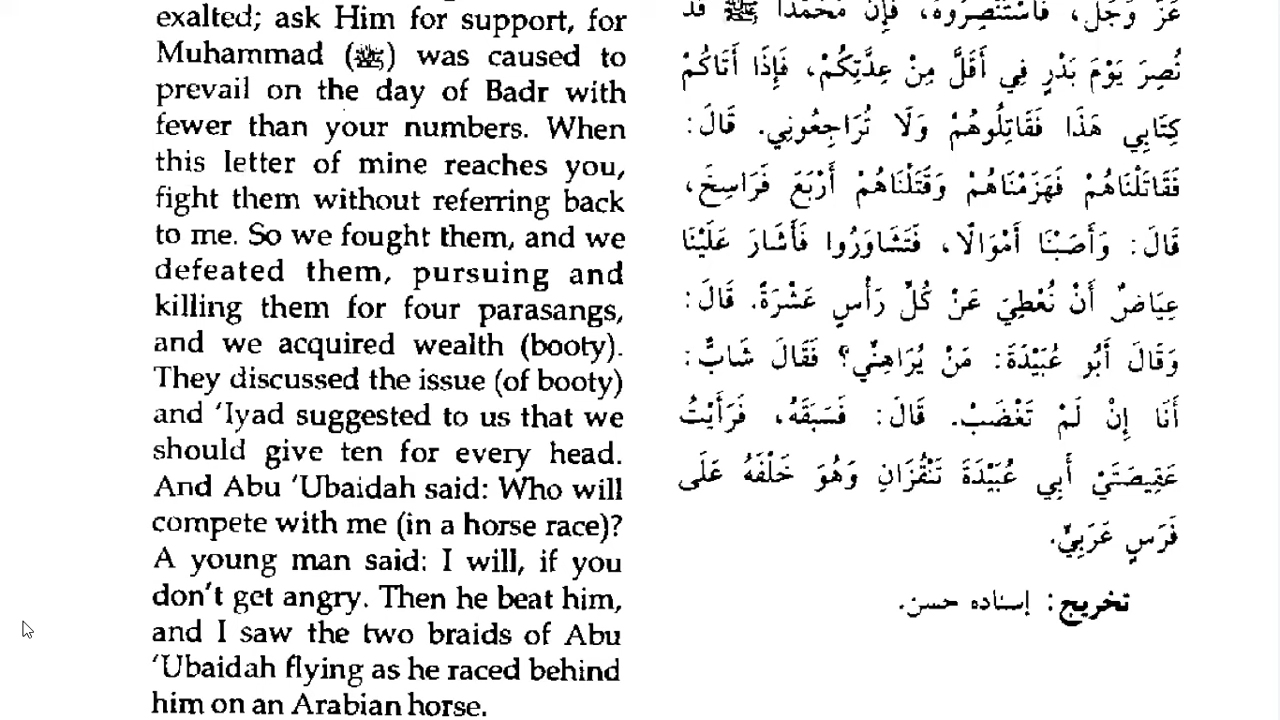 exalted; ask Him for support, for
Muhammad (ﷺ) was caused to
prevail on the day of Badr with
fewer than your numbers. When
this letter of mine reaches you,
fight them without referring back
to me. So we fought them, and we
defeated them, pursuing and
killing them for four parasangs,
and we acquired wealth (booty).
They discussed the issue (of booty)
and ‘Iyad suggested to us that we
should give ten for every head.
And Abu ‘Ubaidah said: Who will
compete with me (in a horse race)?
A young man said: I will, if you
don't get angry. Then he beat him,
and I saw the two braids of Abu
‘Ubaidah flying as he raced behind
him on an Arabian horse.
عَزَّ وَجَلَّ، فَاسْتَنْصِرُوهُ، فَإِنَّ مُحَمَّدًا ﷺ قَدْ
نُصِرَ يَوْمَ بَدْرٍ فِي أَقَلَّ مِنْ عِدَّتِكُمْ، فَإِذَا أَتَاكُمْ
كِتَابِي هَذَا فَقَاتِلُوهُمْ وَلَا تُرَاجِعُونِي. قَالَ:
فَقَاتَلْنَاهُمْ فَهَزَمْنَاهُمْ وَقَتَلْنَاهُمْ أَرْبَعَ فَرَاسِخَ،
قَالَ: وَأَصَبْنَا أَمْوَالًا، فَتَشَاوَرُوا فَأَشَارَ عَلَيْنَا
عِيَاضٌ أَنْ نُعْطِيَ عَنْ كُلِّ رَأْسٍ عَشْرَةً. قَالَ:
وَقَالَ أَبُو عُبَيْدَةَ: مَنْ يُرَاهِنِّي؟ فَقَالَ شَابٌّ:
أَنَا إِنْ لَمْ تَغْضَبْ. قَالَ: فَسَبَقَهُ، فَرَأَيْتُ
عَقِيصَتَيْ أَبِي عُبَيْدَةَ تَنْقُزَانِ وَهُوَ خَلْفَهُ عَلَى
فَرَسٍ عَرَبِيٍّ.
تخريج: إسناده حسن.